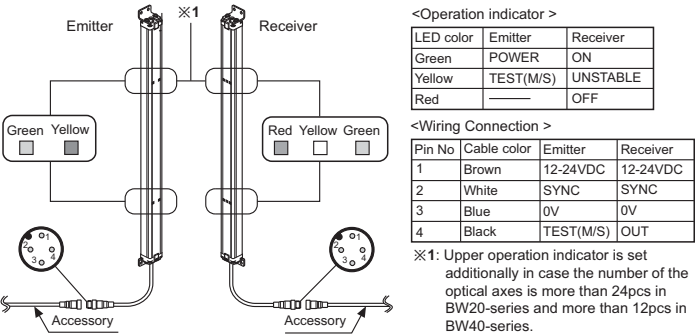 Emitter
※1
Receiver
Green Yellow
Red Yellow Green
1
2
3
4
1
2
3
4
Accessory
Accessory
<Operation indicator >
LED color Emitter Receiver
Green POWER ON
Yellow TEST(M/S) UNSTABLE
Red ——— OFF
<Wiring Connection >
Pin No Cable color Emitter Receiver
1 Brown 12-24VDC 12-24VDC
2 White SYNC SYNC
3 Blue 0V 0V
4 Black TEST(M/S) OUT
※1: Upper operation indicator is set
additionally in case the number of the
optical axes is more than 24pcs in
BW20-series and more than 12pcs in
BW40-series.